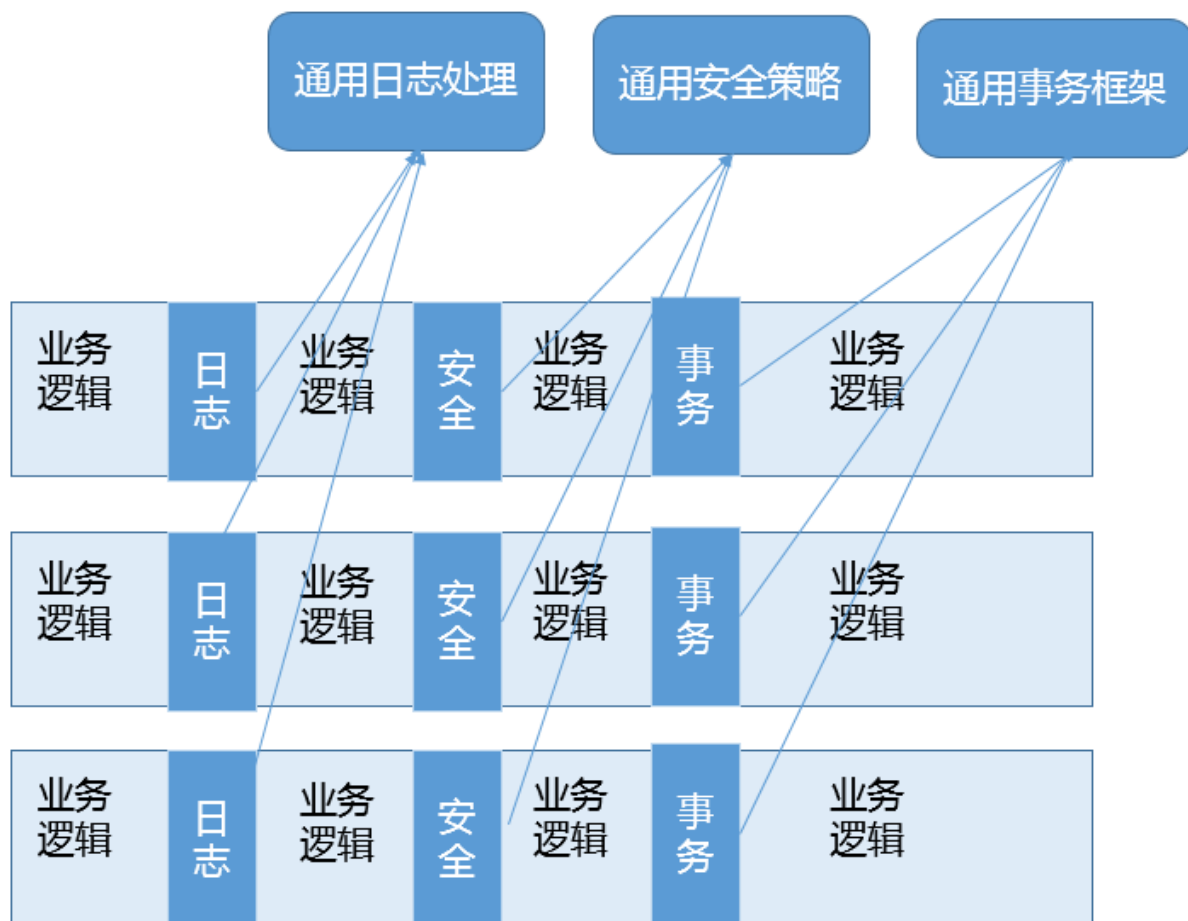 通用日志处理
通用安全策略
通用事务框架
业务
逻辑
日
志
业务
逻辑
安
全
业务
逻辑
事
务
业务
逻辑
业务
逻辑
日
志
业务
逻辑
安
全
业务
逻辑
事
务
业务
逻辑
业务
逻辑
日
志
业务
逻辑
安
全
业务
逻辑
事
务
业务
逻辑